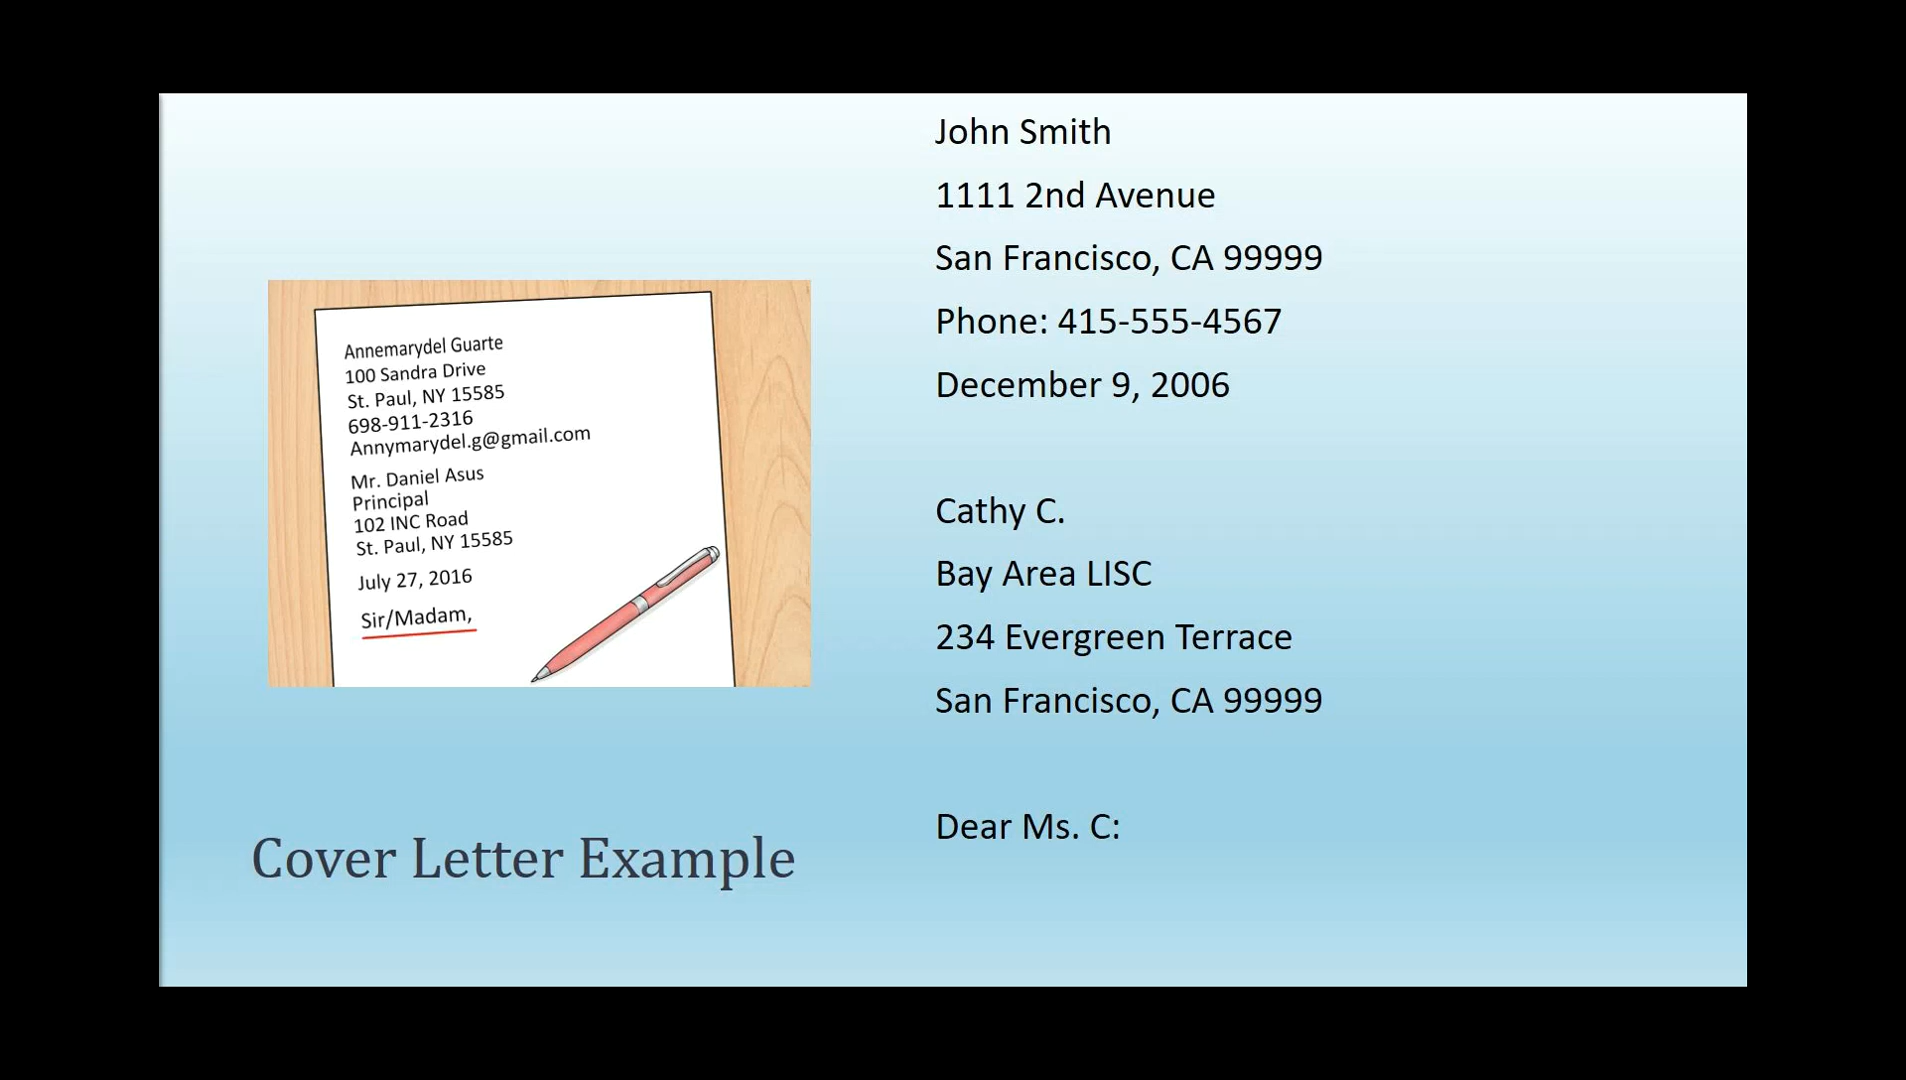 Annemarydel Guarte
100 Sandra Drive
St. Paul, NY 15585
698-911-2316
Annymarydel.g@gmail.com
Mr. Daniel Asus
Principal
102 INC Road
St. Paul, NY 15585
July 27, 2016
Sir/Madam,
Cover Letter Example
John Smith
1111 2nd Avenue
San Francisco, CA 99999
Phone: 415-555-4567
December 9, 2006
Cathy C.
Bay Area LISC
234 Evergreen Terrace
San Francisco, CA 99999
Dear Ms. C: